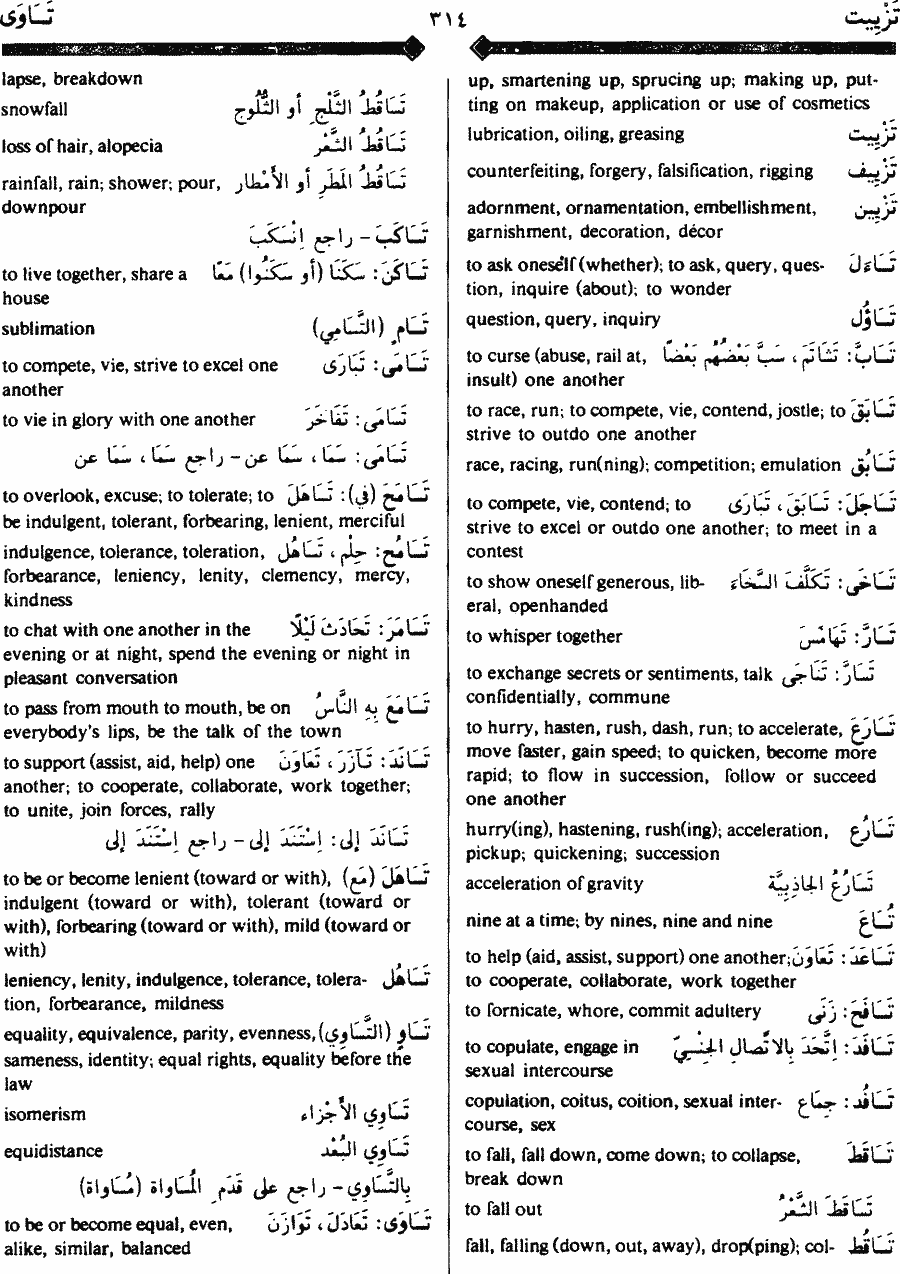 تَزْيِيت
٣١٤
تَسَاوَى
up, smartening up, sprucing up; making up, put-
ting on makeup, application or use of cosmetics
تَزْيِيت lubrication, oiling, greasing
تَزْيِيف counterfeiting, forgery, falsification, rigging
تَزْيِين adornment, ornamentation, embellishment,
garnishment, decoration, décor
تَسَاءَلَ to ask oneself (whether); to ask, query, ques-
tion, inquire (about); to wonder
تَسَاؤُل question, query, inquiry
تَسَابَّ: تَشَاتَمَ، سَبَّ بَعْضُهُم بَعْضاً to curse (abuse, rail at,
insult) one another
تَسَابَقَ to race, run; to compete, vie, contend, jostle; to
strive to outdo one another
تَسَابُق race, racing, run(ning); competition; emulation
تَسَاجَلَ: تَسَابَقَ، تَبَارَى to compete, vie, contend; to
strive to excel or outdo one another; to meet in a
contest
تَسَاخَى: تَكَلَّفَ السَّخَاءَ to show oneself generous, lib-
eral, openhanded
تَسَارَّ: تَهَامَسَ to whisper together
تَسَارَّ: تَنَاجَى to exchange secrets or sentiments, talk
confidentially, commune
تَسَارَعَ to hurry, hasten, rush, dash, run; to accelerate,
move faster, gain speed; to quicken, become more
rapid; to flow in succession, follow or succeed
one another
تَسَارُع hurry(ing), hastening, rush(ing); acceleration,
pickup; quickening; succession
تَسَارُعُ الجَاذِبِيَّة acceleration of gravity
تُسَاعَ nine at a time; by nines, nine and nine
تَسَاعَدَ: تَعَاوَنَ to help (aid, assist, support) one another;
to cooperate, collaborate, work together
تَسَافَحَ: زَنَى to fornicate, whore, commit adultery
تَسَافَدَ: اِتَّحَدَ بِالاتِّصالِ الجِنْسِيّ to copulate, engage in
sexual intercourse
تَسَافُد: جِمَاع copulation, coitus, coition, sexual inter-
course, sex
تَسَاقَطَ to fall, fall down, come down; to collapse,
break down
تَسَاقَطَ الشَّعْرُ to fall out
تَسَاقُط fall, falling (down, out, away), drop(ping); col-
lapse, breakdown
تَسَاقُطُ الثَّلْجِ أو الثُّلُوج snowfall
تَسَاقُطُ الشَّعْر loss of hair, alopecia
تَسَاقُطُ المَطَرِ أو الأمْطَار rainfall, rain; shower; pour,
downpour
تَسَاكَبَ - راجع اِنْسَكَبَ
تَسَاكَنَ: سَكَنَا (أو سَكَنُوا) مَعًا to live together, share a
house
تَسَامٍ (التَّسَامِي) sublimation
تَسَامَى: تَبَارَى to compete, vie, strive to excel one
another
تَسَامَى: تَفَاخَرَ to vie in glory with one another
تَسَامَى: سَمَا، سَمَا عن - راجع سَمَا، سَمَا عن
تَسَامَحَ (في): تَسَاهَلَ to overlook, excuse; to tolerate; to
be indulgent, tolerant, forbearing, lenient, merciful
تَسَامُح: حِلْم، تَسَاهُل indulgence, tolerance, toleration,
forbearance, leniency, lenity, clemency, mercy,
kindness
تَسَامَرَ: تَحَادَثَ لَيْلًا to chat with one another in the
evening or at night, spend the evening or night in
pleasant conversation
تَسَامَعَ بِهِ النَّاسُ to pass from mouth to mouth, be on
everybody's lips, be the talk of the town
تَسَانَدَ: تَآزَرَ، تَعَاوَنَ to support (assist, aid, help) one
another; to cooperate, collaborate, work together;
to unite, join forces, rally
تَسَانَدَ إلى: اِسْتَنَدَ إلى - راجع اِسْتَنَدَ إلى
تَسَاهَلَ (مَعَ) to be or become lenient (toward or with),
indulgent (toward or with), tolerant (toward or
with), forbearing (toward or with), mild (toward or
with)
تَسَاهُل leniency, lenity, indulgence, tolerance, tolera-
tion, forbearance, mildness
تَسَاوٍ (التَّسَاوِي) equality, equivalence, parity, evenness,
sameness, identity; equal rights, equality before the
law
تَسَاوِي الأجْزاء isomerism
تَسَاوِي البُعْد equidistance
بِالتَّسَاوِي - راجع على قَدَمِ المُسَاواة (مُسَاواة)
تَسَاوَى: تَعَادَلَ، تَوَازَنَ to be or become equal, even,
alike, similar, balanced